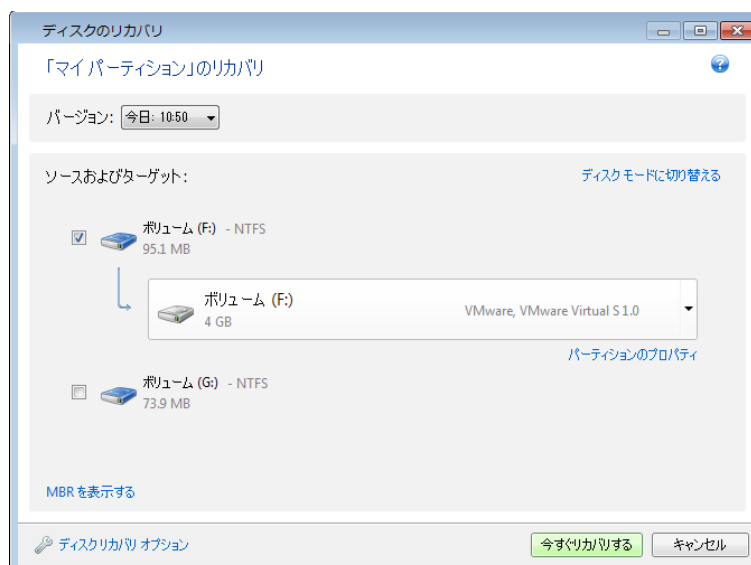 ディスクのリカバリ
「マイ パーティション」のリカバリ
バージョン: 今日: 10:50
ソースおよびターゲット:
ディスク モードに切り替える
ボリューム (F:) - NTFS
95.1 MB
ボリューム (F:)
4 GB
VMware, VMware Virtual S 1.0
パーティションのプロパティ
ボリューム (G:) - NTFS
73.9 MB
MBR を表示する
ディスク リカバリ オプション
今すぐリカバリする
キャンセル